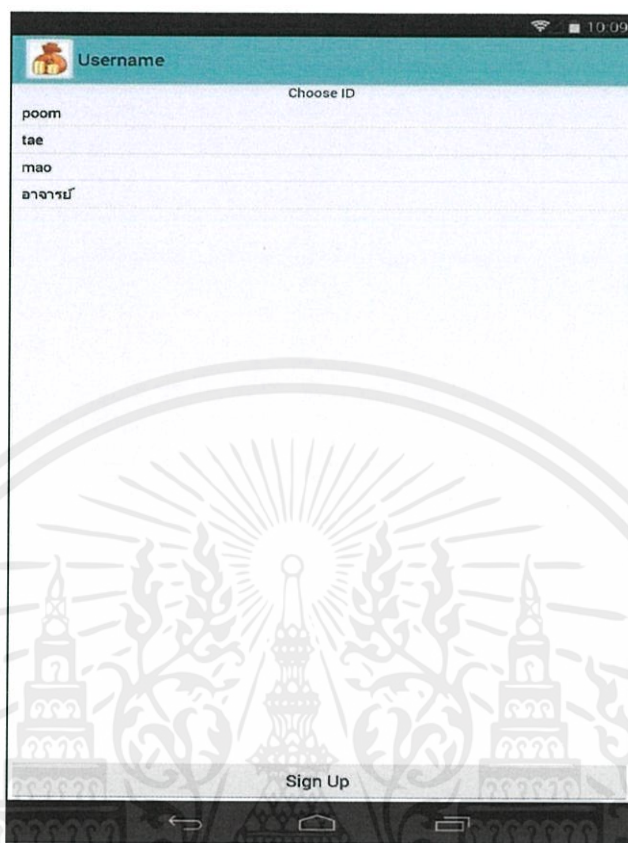 10:09
Username
Choose ID
poom
tae
mao
อาจารย์
Sign Up